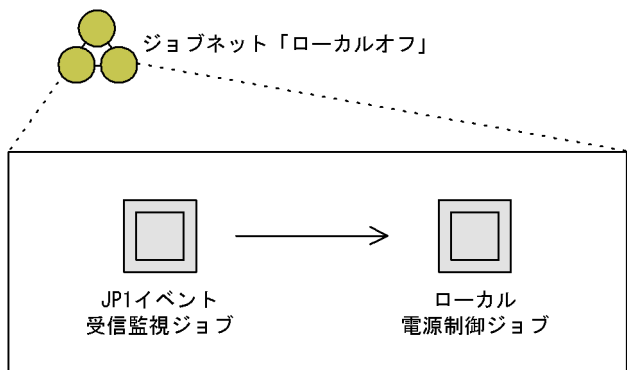 ジョブネット「ローカルオフ」
JP1イベント
受信監視ジョブ
ローカル
電源制御ジョブ